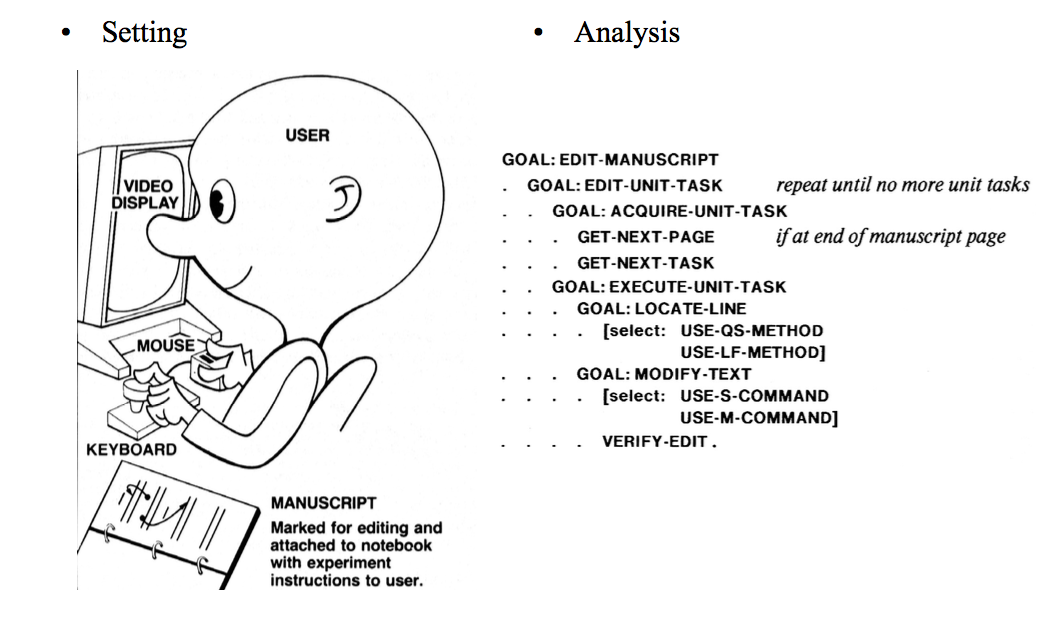 • Setting
USER
VIDEO
DISPLAY
MOUSE
KEYBOARD
MANUSCRIPT
Marked for editing and
attached to notebook
with experiment
instructions to user.
• Analysis
GOAL: EDIT-MANUSCRIPT
. GOAL: EDIT-UNIT-TASK repeat until no more unit tasks
. . GOAL: ACQUIRE-UNIT-TASK
. . . GET-NEXT-PAGE if at end of manuscript page
. . . GET-NEXT-TASK
. . GOAL: EXECUTE-UNIT-TASK
. . . GOAL: LOCATE-LINE
. . . . [select: USE-QS-METHOD
USE-LF-METHOD]
. . . GOAL: MODIFY-TEXT
. . . . [select: USE-S-COMMAND
USE-M-COMMAND]
. . . . VERIFY-EDIT .